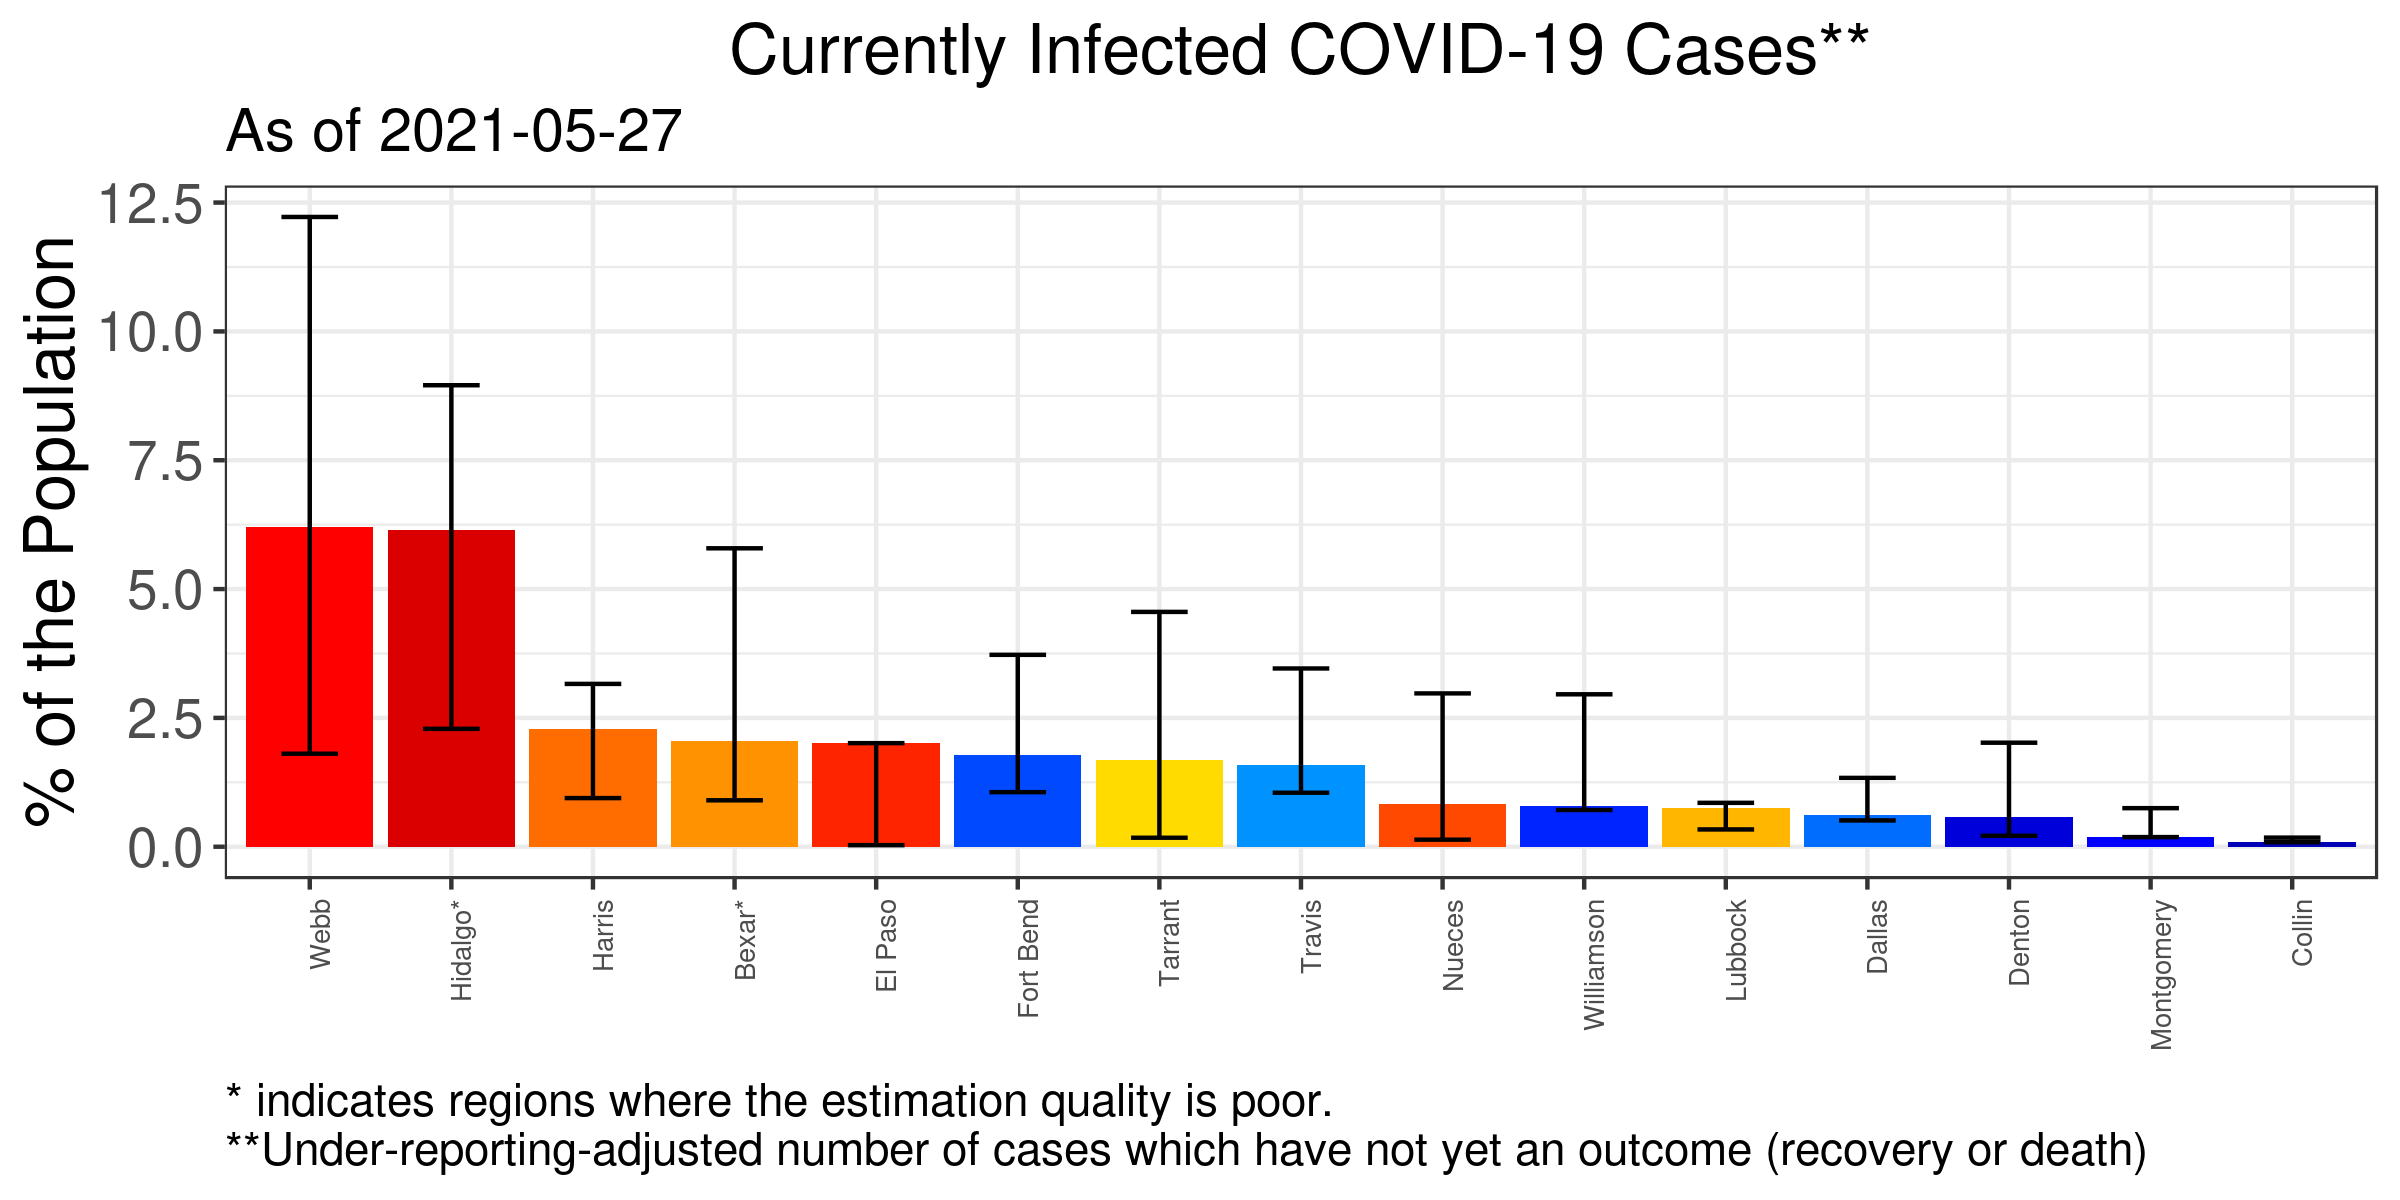 Currently Infected COVID-19 Cases**
As of 2021-05-27
% of the Population
12.5
10.0
7.5
5.0
2.5
0.0
Webb
Hidalgo*
Harris
Bexar*
El Paso
Fort Bend
Tarrant
Travis
Nueces
Williamson
Lubbock
Dallas
Denton
Montgomery
Collin
* indicates regions where the estimation quality is poor.
**Under-reporting-adjusted number of cases which have not yet an outcome (recovery or death)